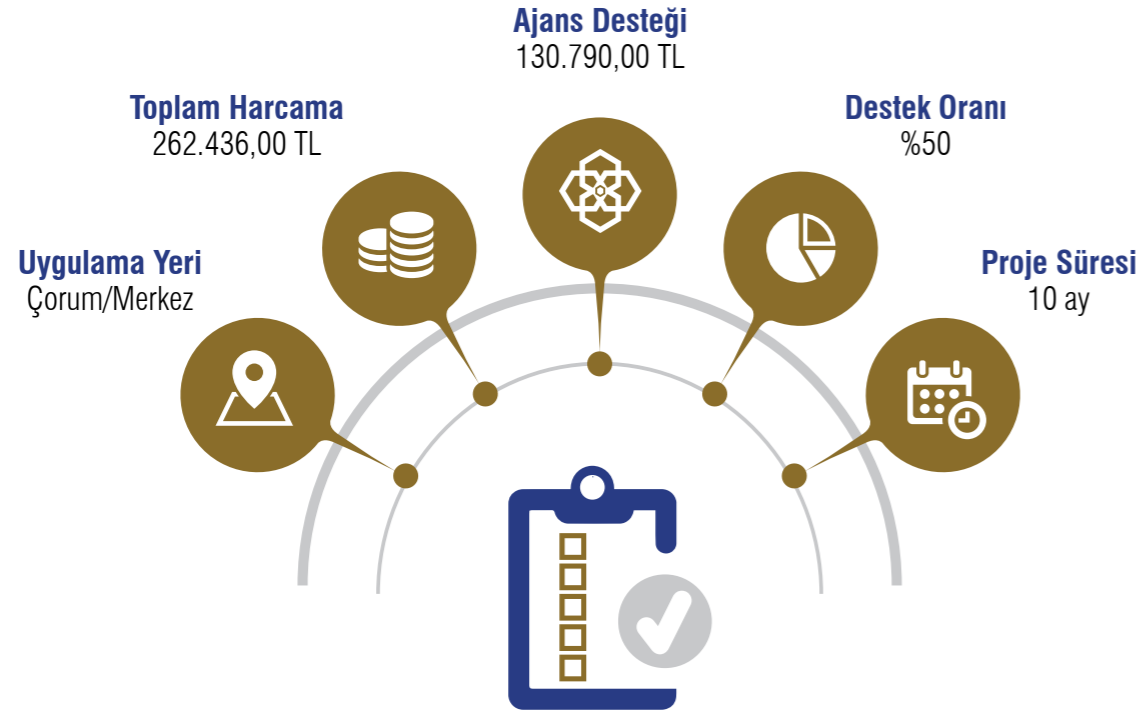 Ajans Desteği
130.790,00 TL
Toplam Harcama
262.436,00 TL
Destek Oranı
%50
Uygulama Yeri
Çorum/Merkez
Proje Süresi
10 ay